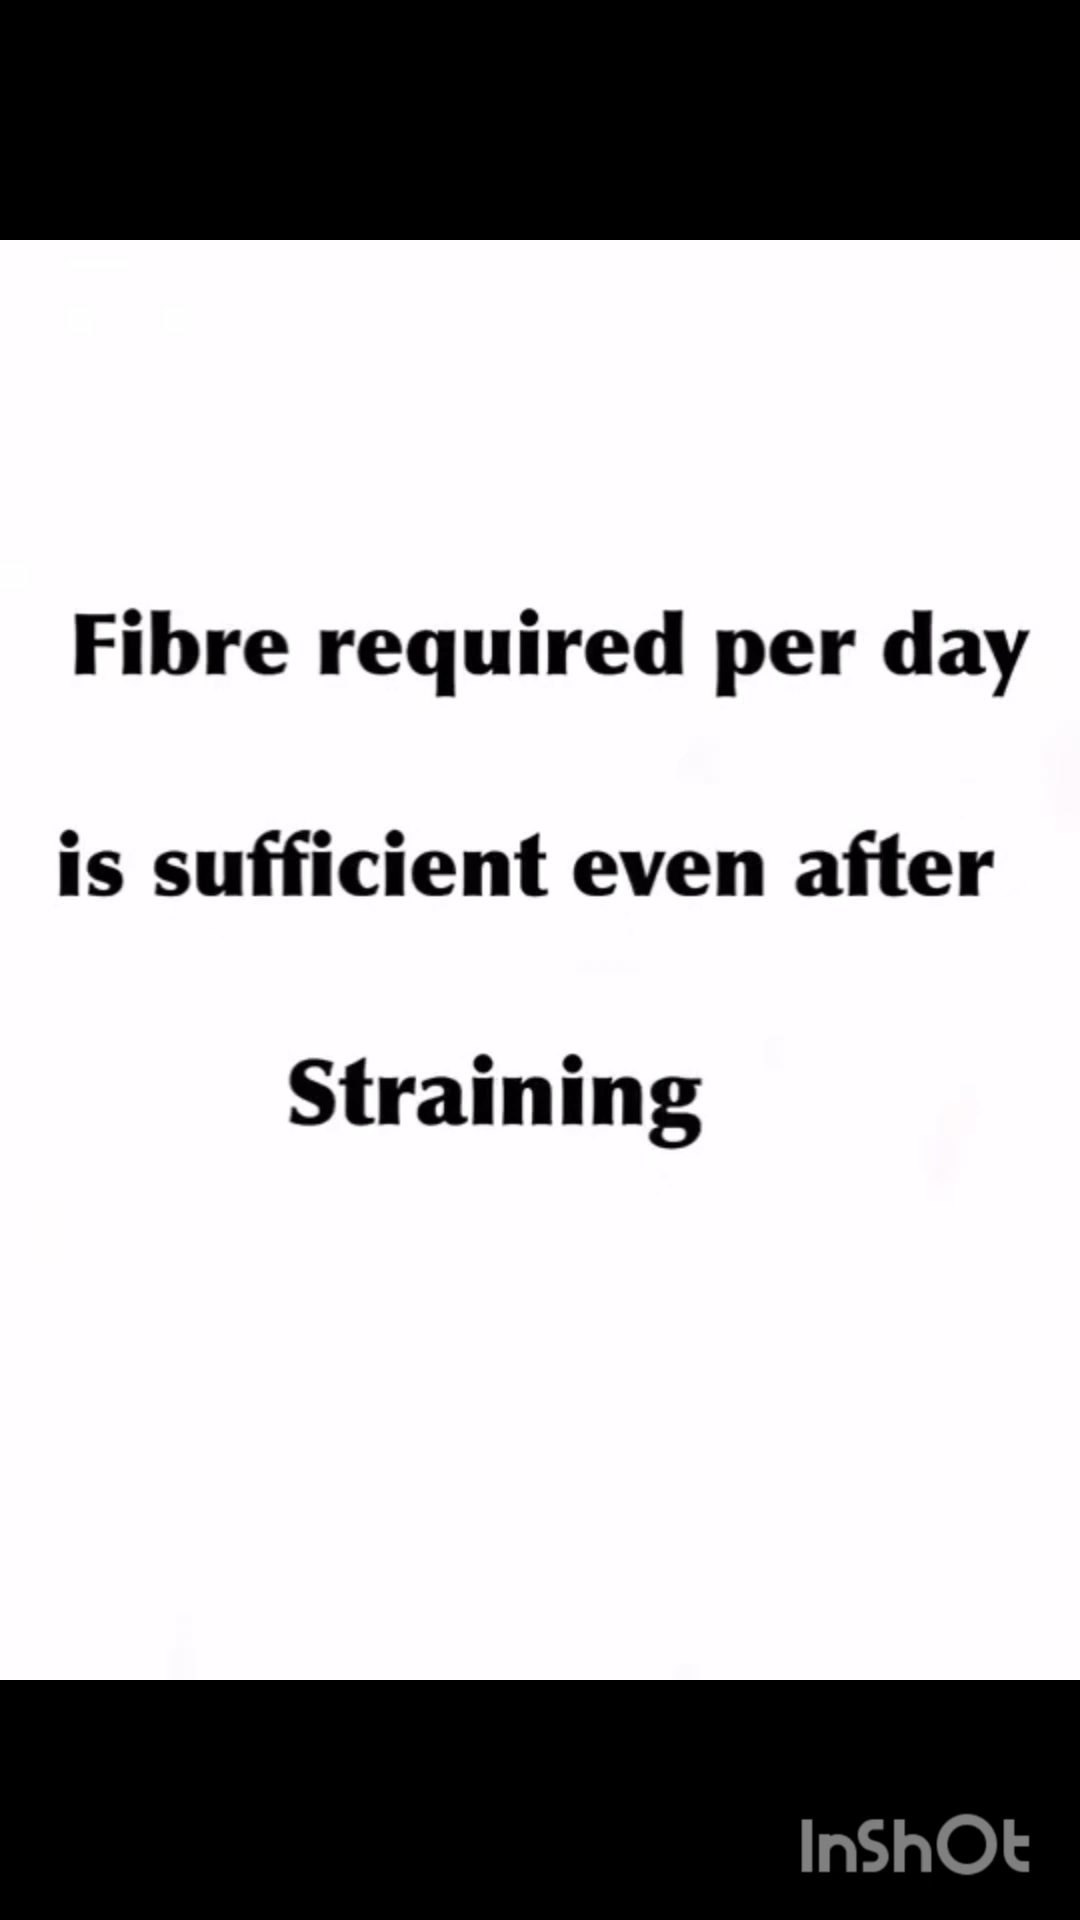 Fibre required per day
is sufficient even after
Straining
InShOt